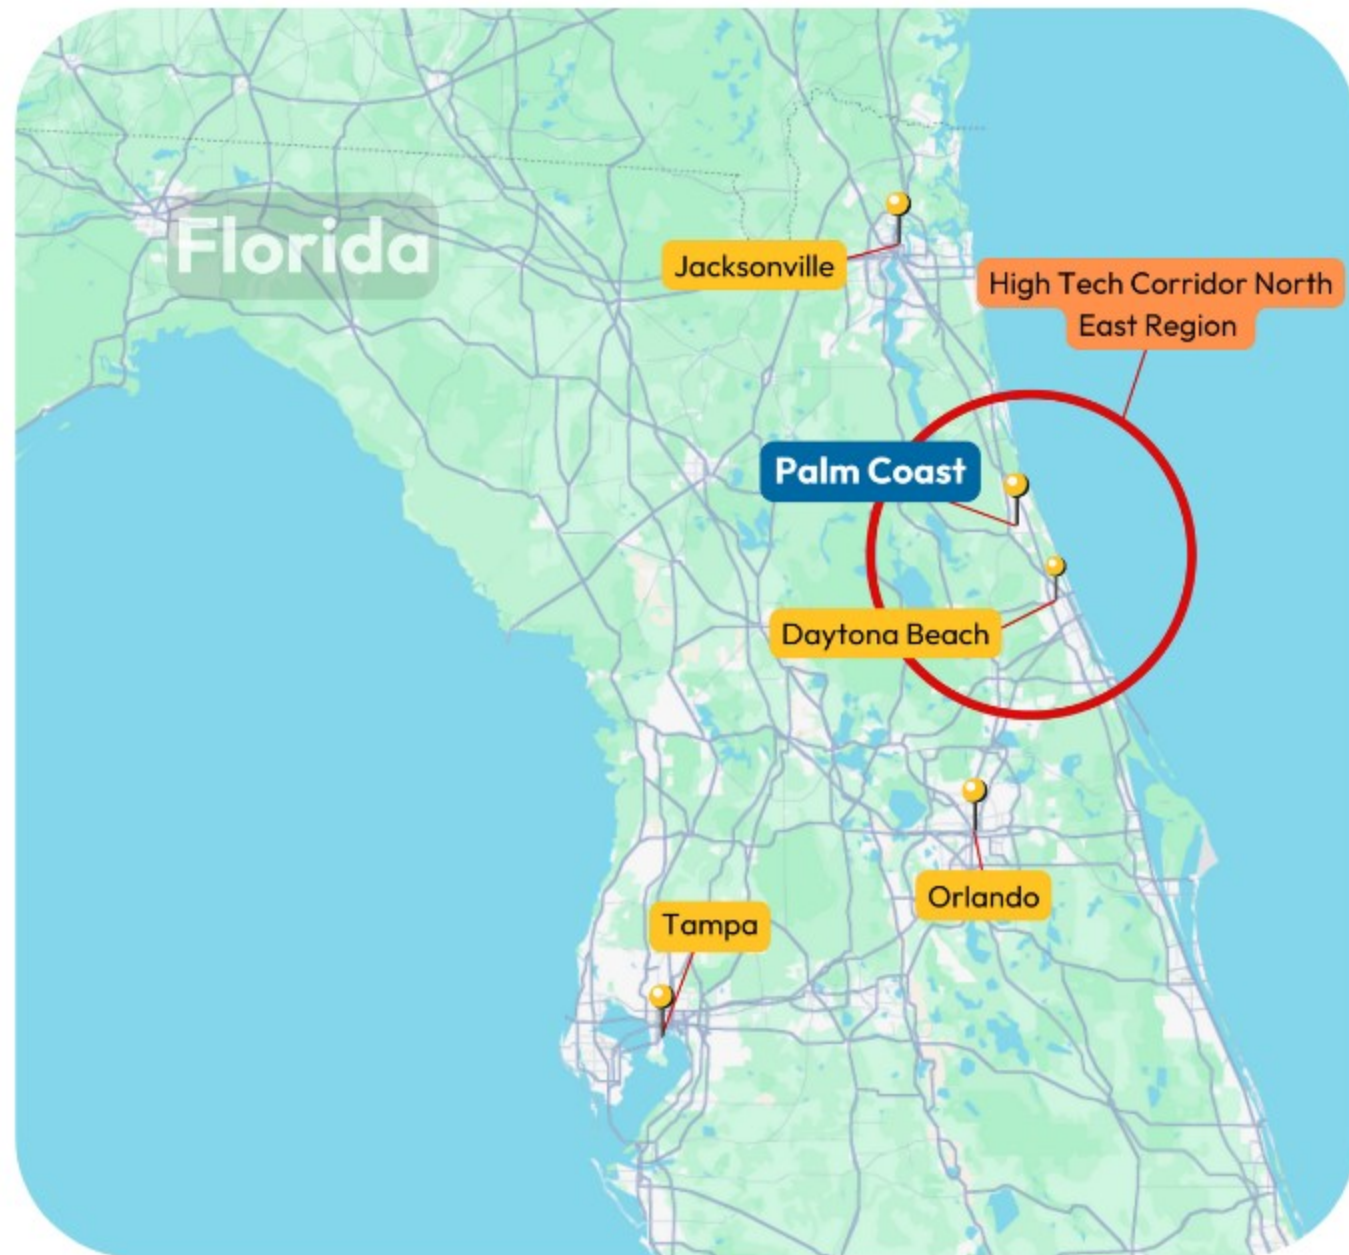 Florida
Jacksonville
High Tech Corridor North
East Region
Palm Coast
Daytona Beach
Orlando
Tampa